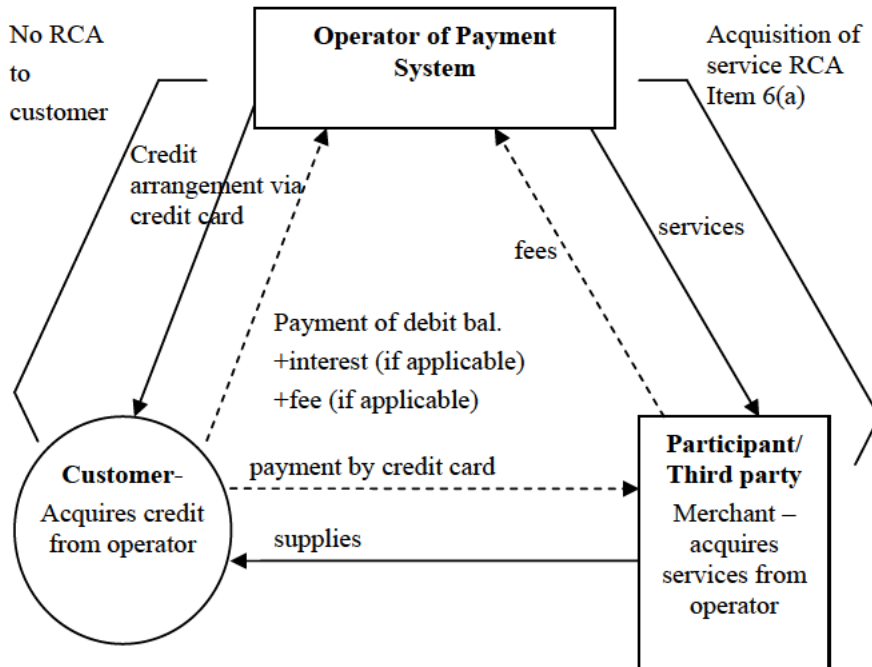 No RCA
to
customer
Operator of Payment
System
Acquisition of
service RCA
Item 6(a)
Credit
arrangement via
credit card
fees
services
Payment of debit bal.
+interest (if applicable)
+fee (if applicable)
Customer-
Acquires credit
from operator
payment by credit card
supplies
Participant/
Third party
Merchant –
acquires
services from
operator